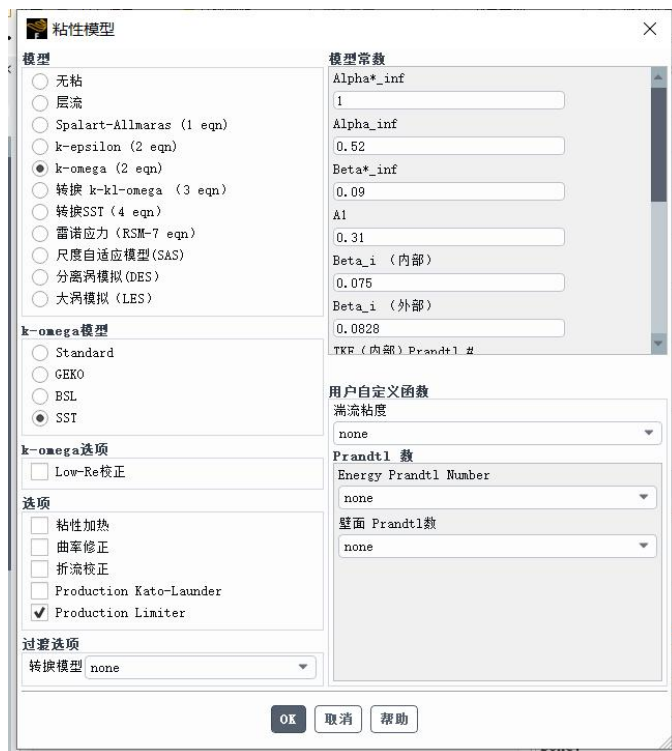 粘性模型
模型
无粘
层流
Spalart-Allmaras (1 eqn)
k-epsilon (2 eqn)
k-omega (2 eqn)
转捩 k-kl-omega (3 eqn)
转捩SST (4 eqn)
雷诺应力 (RSM-7 eqn)
尺度自适应模型(SAS)
分离涡模拟(DES)
大涡模拟 (LES)
k-omega模型
Standard
GEKO
BSL
SST
k-omega选项
Low-Re校正
选项
粘性加热
曲率修正
折流校正
Production Kato-Launder
Production Limiter
过渡选项
转捩模型 none
模型常数
Alpha*_inf
1
Alpha_inf
0.52
Beta*_inf
0.09
A1
0.31
Beta_i (内部)
0.075
Beta_i (外部)
0.0828
TKE (内部) Prandtl #
用户自定义函数
湍流粘度
none
Prandtl 数
Energy Prandtl Number
none
壁面 Prandtl数
none
OK 取消 帮助